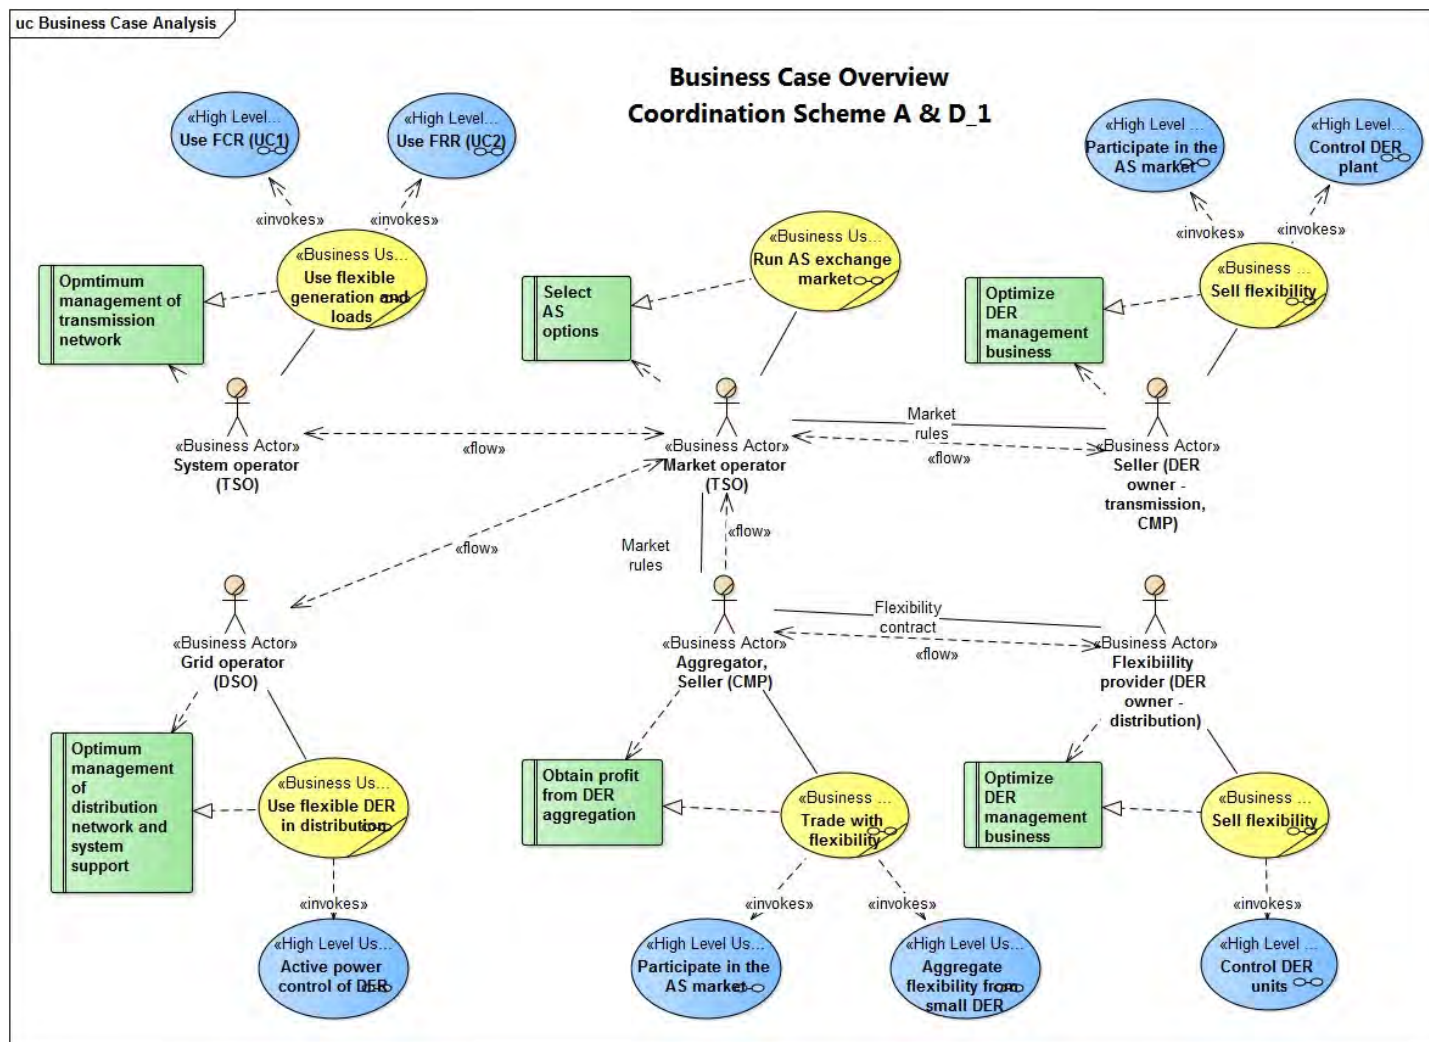 uc Business Case Analysis
Business Case Overview
Coordination Scheme A & D_1
«High Level...
Use FCR (UC1)
«High Level...
Use FRR (UC2)
«High Level ...
Participate in the
AS market
«High Level...
Control DER
plant
«invokes»
«invokes»
«invokes»
«invokes»
«Business Us...
Use flexible
generation and
loads
«Business Us...
Run AS exchange
market
«Business ...
Sell flexibility
Opmtimum
management of
transmission
network
Select
AS
options
Optimize
DER
management
business
«Business Actor»
System operator
(TSO)
«flow»
«Business Actor»
Market operator
(TSO)
Market
rules
«flow»
«Business Actor»
Seller (DER
owner -
transmission,
CMP)
«flow»
Market
rules
«flow»
«Business Actor»
Grid operator
(DSO)
«Business Actor»
Aggregator,
Seller (CMP)
Flexibility
contract
«flow»
«Business Actor»
Flexibiility
provider (DER
owner -
distribution)
Optimum
management
of
distribution
network and
system
support
«Business Us...
Use flexible DER
in distribution
Obtain profit
from DER
aggregation
«Business ...
Trade with
flexibility
Optimize
DER
management
business
«Business ...
Sell flexibility
«invokes»
«invokes»
«invokes»
«invokes»
«High Level Us...
Active power
control of DER
«High Level Us...
Participate in the
AS market
«High Level Us...
Aggregate
flexibility from
small DER
«High Level ...
Control DER
units